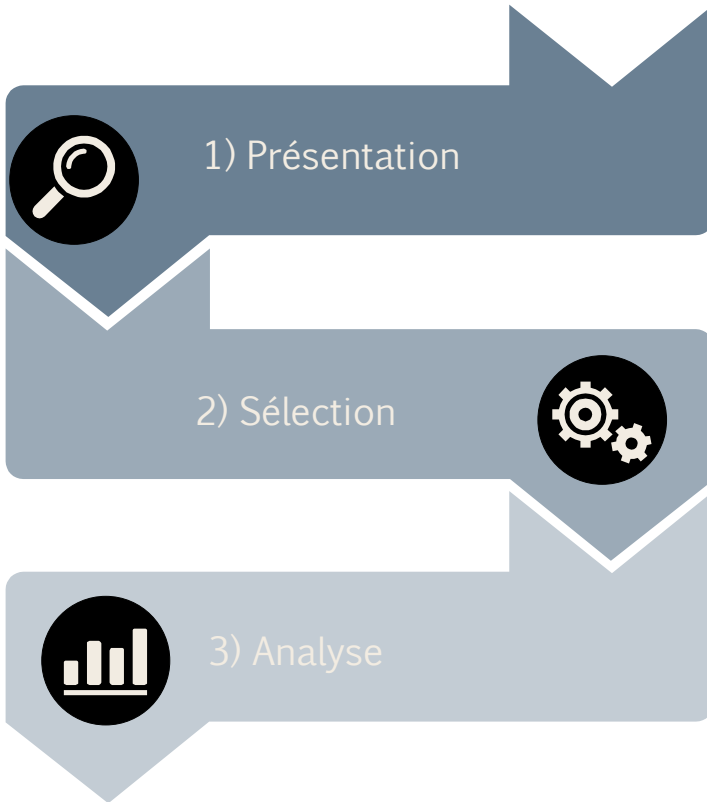 1) Présentation
2) Sélection
3) Analyse